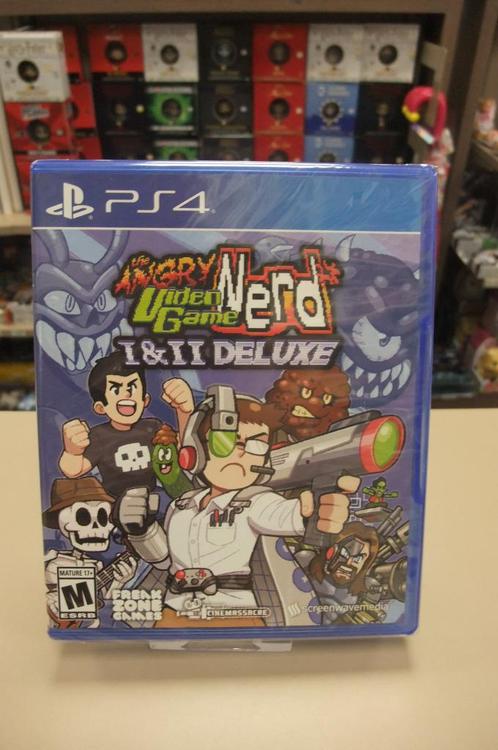 PS4
the
ANGRY
Video
Game
Nerd
I & II DELUXE
MATURE 17+
M
ESRB
FREAK
ZONE
GAMES
CINEMASSACRE
screenwavemedia